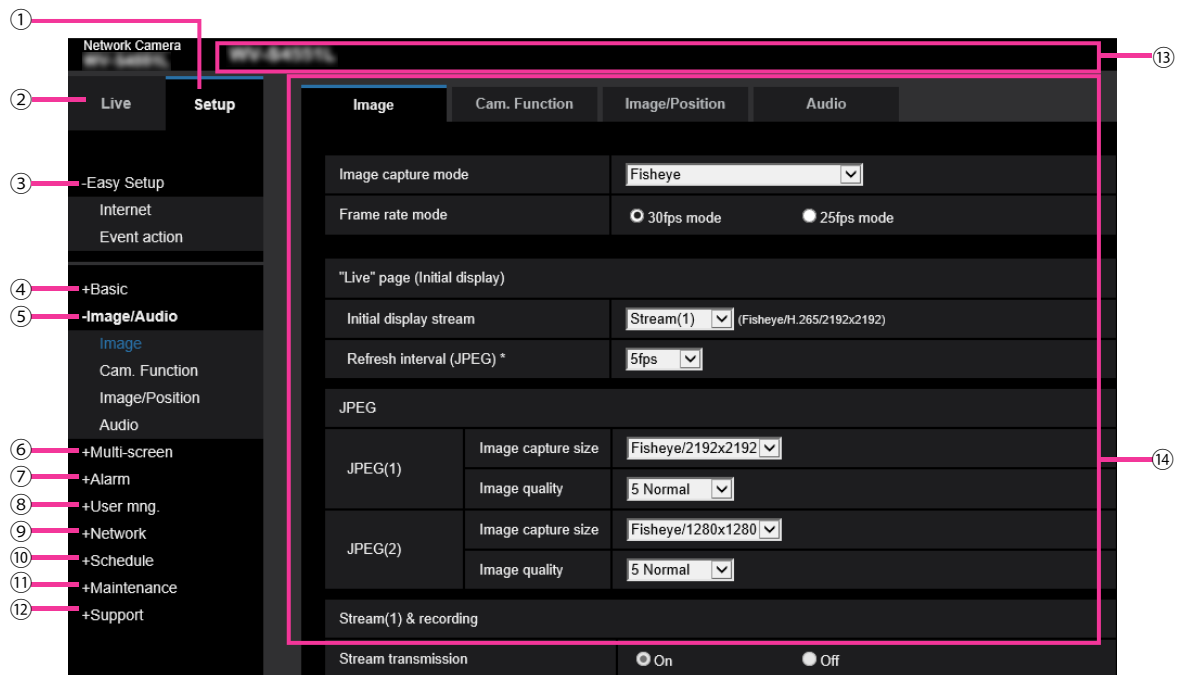 ①
Network Camera
⑬
② Live Setup
Image Cam. Function Image/Position Audio
③ -Easy Setup
Internet
Event action
④ +Basic
⑤ -Image/Audio
Image
Cam. Function
Image/Position
Audio
⑥ +Multi-screen
⑦ +Alarm
⑧ +User mng.
⑨ +Network
⑩ +Schedule
⑪ +Maintenance
⑫ +Support
Image capture mode Fisheye
Frame rate mode 30fps mode 25fps mode
"Live" page (Initial display)
Initial display stream Stream(1) (Fisheye/H.265/2192x2192)
Refresh interval (JPEG) * 5fps
JPEG
JPEG(1) Image capture size Fisheye/2192x2192
Image quality 5 Normal
⑭
JPEG(2) Image capture size Fisheye/1280x1280
Image quality 5 Normal
Stream(1) & recording
Stream transmission On Off